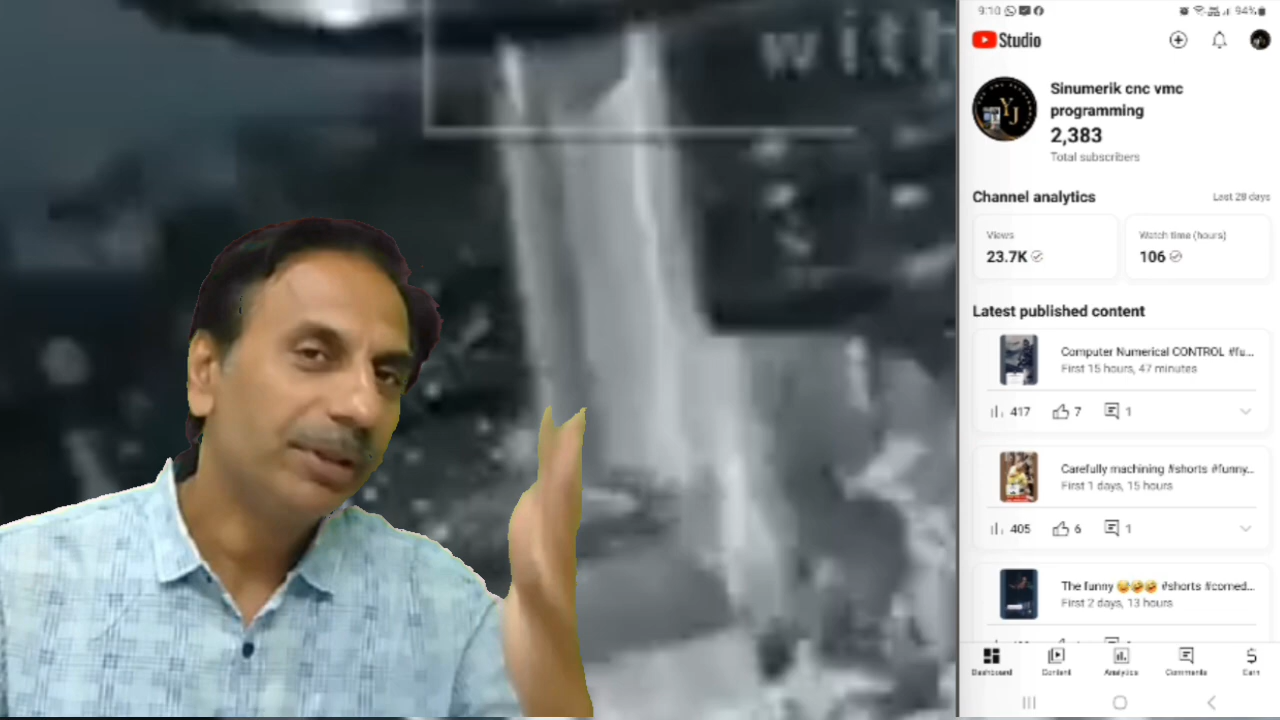 with
9:10
94%
Studio
Sinumerik cnc vmc
programming
2,383
Total subscribers
Channel analytics
Last 28 days
Views
Watch time (hours)
23.7K
106
Latest published content
Computer Numerical CONTROL #fu...
First 15 hours, 47 minutes
417
7
1
Carefully machining #shorts #funny...
First 1 days, 15 hours
405
6
1
The funny 😅🤣🤣 #shorts #comed...
First 2 days, 13 hours
Dashboard
Content
Analytics
Comments
Earn